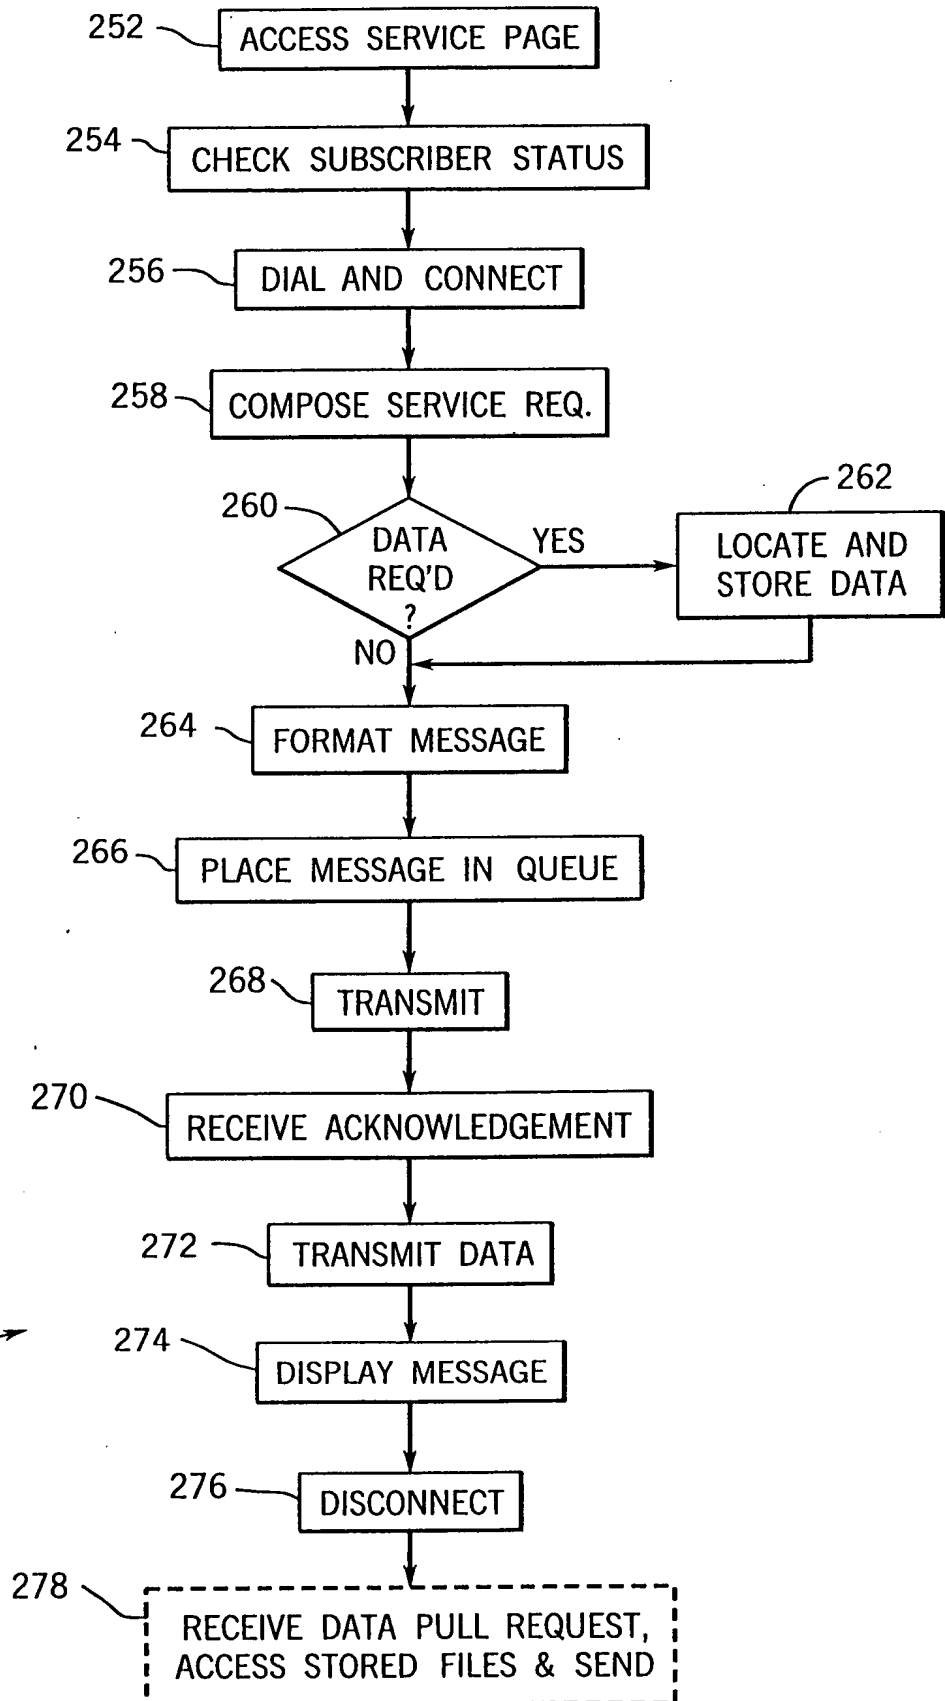 252
ACCESS SERVICE PAGE
254
CHECK SUBSCRIBER STATUS
256
DIAL AND CONNECT
258
COMPOSE SERVICE REQ.
260
DATA
REQ'D
?
YES
NO
262
LOCATE AND
STORE DATA
264
FORMAT MESSAGE
266
PLACE MESSAGE IN QUEUE
268
TRANSMIT
270
RECEIVE ACKNOWLEDGEMENT
272
TRANSMIT DATA
274
DISPLAY MESSAGE
276
DISCONNECT
278
RECEIVE DATA PULL REQUEST,
ACCESS STORED FILES & SEND